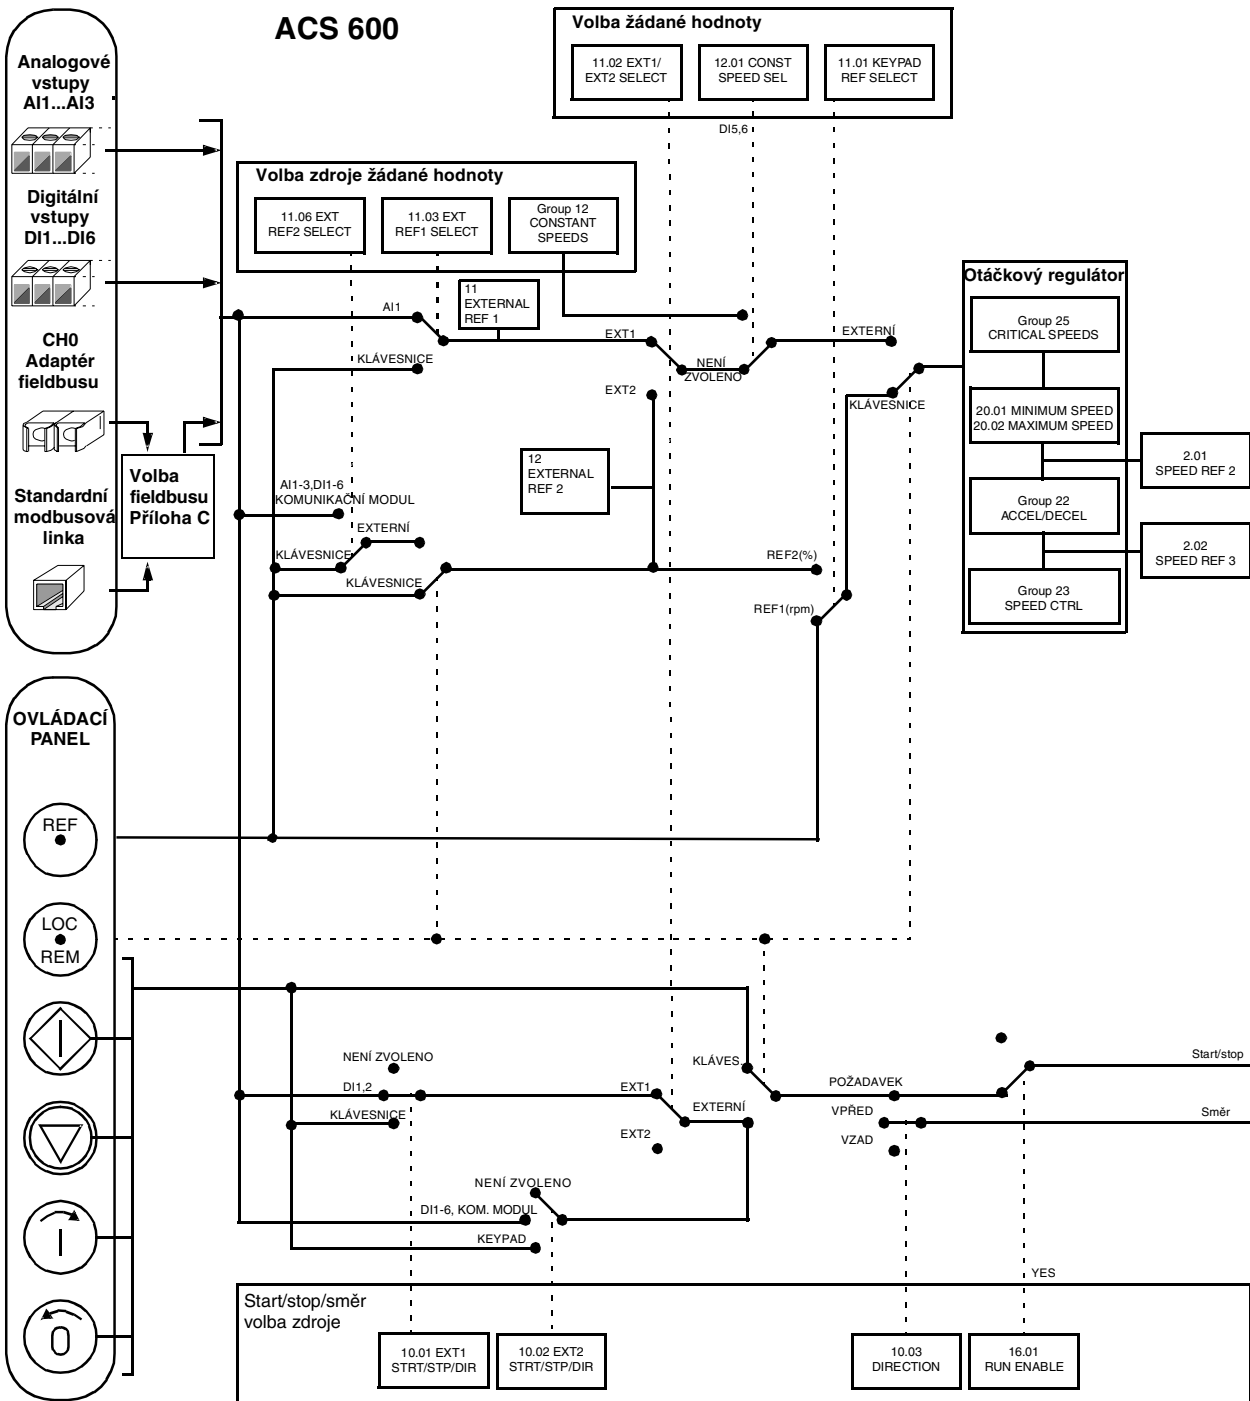 ACS 600
Volba žádané hodnoty
11.02 EXT1/
EXT2 SELECT
12.01 CONST
SPEED SEL
11.01 KEYPAD
REF SELECT
DI5,6
Analogové
vstupy
AI1...AI3
Digitální
vstupy
DI1...DI6
CH0
Adaptér
fieldbusu
Standardní
modbusová
linka
Volba
fieldbusu
Příloha C
Volba zdroje žádané hodnoty
11.06 EXT
REF2 SELECT
11.03 EXT
REF1 SELECT
Group 12
CONSTANT
SPEEDS
AI1
11
EXTERNAL
REF 1
KLÁVESNICE
EXT1
NENÍ
ZVOLENO
EXTERNÍ
EXT2
KLÁVESNICE
12
EXTERNAL
REF 2
AI1-3,DI1-6
KOMUNIKAČNÍ MODUL
EXTERNÍ
KLÁVESNICE
KLÁVESNICE
REF2(%)
REF1(rpm)
Otáčkový regulátor
Group 25
CRITICAL SPEEDS
20.01 MINIMUM SPEED
20.02 MAXIMUM SPEED
2.01
SPEED REF 2
Group 22
ACCEL/DECEL
2.02
SPEED REF 3
Group 23
SPEED CTRL
OVLÁDACÍ
PANEL
REF
LOC
REM
NENÍ ZVOLENO
DI1,2
KLÁVESNICE
EXT1
EXT2
KLÁVES.
EXTERNÍ
POŽADAVEK
VPŘED
VZAD
Start/stop
Směr
NENÍ ZVOLENO
DI1-6, KOM. MODUL
KEYPAD
YES
Start/stop/směr
volba zdroje
10.01 EXT1
STRT/STP/DIR
10.02 EXT2
STRT/STP/DIR
10.03
DIRECTION
16.01
RUN ENABLE